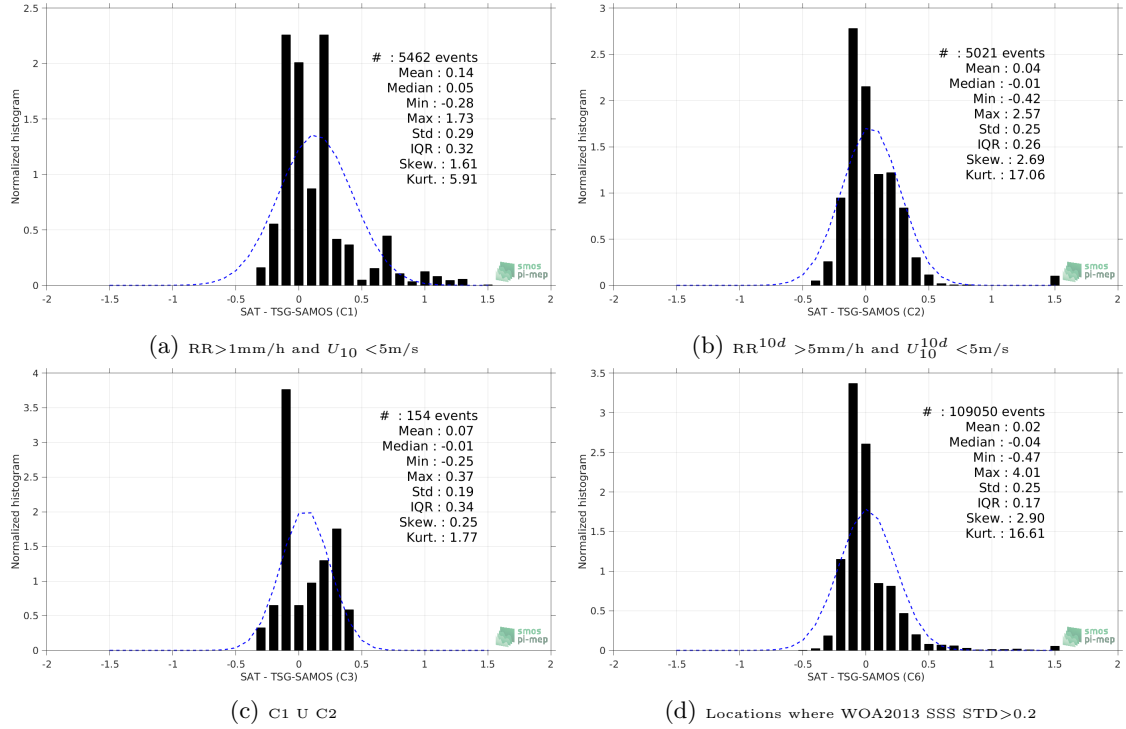 2.5
2
1.5
1
0.5
0
Normalized histogram
# : 5462 events
Mean : 0.14
Median : 0.05
Min : -0.28
Max : 1.73
Std : 0.29
IQR : 0.32
Skew. : 1.61
Kurt. : 5.91
smos
pi-mep
-2 -1.5 -1 -0.5 0 0.5 1 1.5 2
SAT - TSG-SAMOS (C1)
(a) RR>1mm/h and U10 <5m/s
3
2.5
2
1.5
1
0.5
0
Normalized histogram
# : 5021 events
Mean : 0.04
Median : -0.01
Min : -0.42
Max : 2.57
Std : 0.25
IQR : 0.26
Skew. : 2.69
Kurt. : 17.06
smos
pi-mep
-2 -1.5 -1 -0.5 0 0.5 1 1.5 2
SAT - TSG-SAMOS (C2)
(b) RR10d >5mm/h and U10 10d <5m/s
4
3.5
3
2.5
2
1.5
1
0.5
0
Normalized histogram
# : 154 events
Mean : 0.07
Median : -0.01
Min : -0.25
Max : 0.37
Std : 0.19
IQR : 0.34
Skew. : 0.25
Kurt. : 1.77
smos
pi-mep
-2 -1.5 -1 -0.5 0 0.5 1 1.5 2
SAT - TSG-SAMOS (C3)
(c) C1 U C2
3.5
3
2.5
2
1.5
1
0.5
0
Normalized histogram
# : 109050 events
Mean : 0.02
Median : -0.04
Min : -0.47
Max : 4.01
Std : 0.25
IQR : 0.17
Skew. : 2.90
Kurt. : 16.61
smos
pi-mep
-2 -1.5 -1 -0.5 0 0.5 1 1.5 2
SAT - TSG-SAMOS (C6)
(d) Locations where WOA2013 SSS STD>0.2